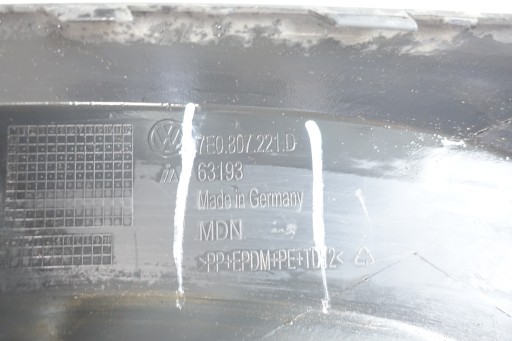 7E0.807.221.D
63193
Made in Germany
MDN
>PP+EPDM+PE+TD12<